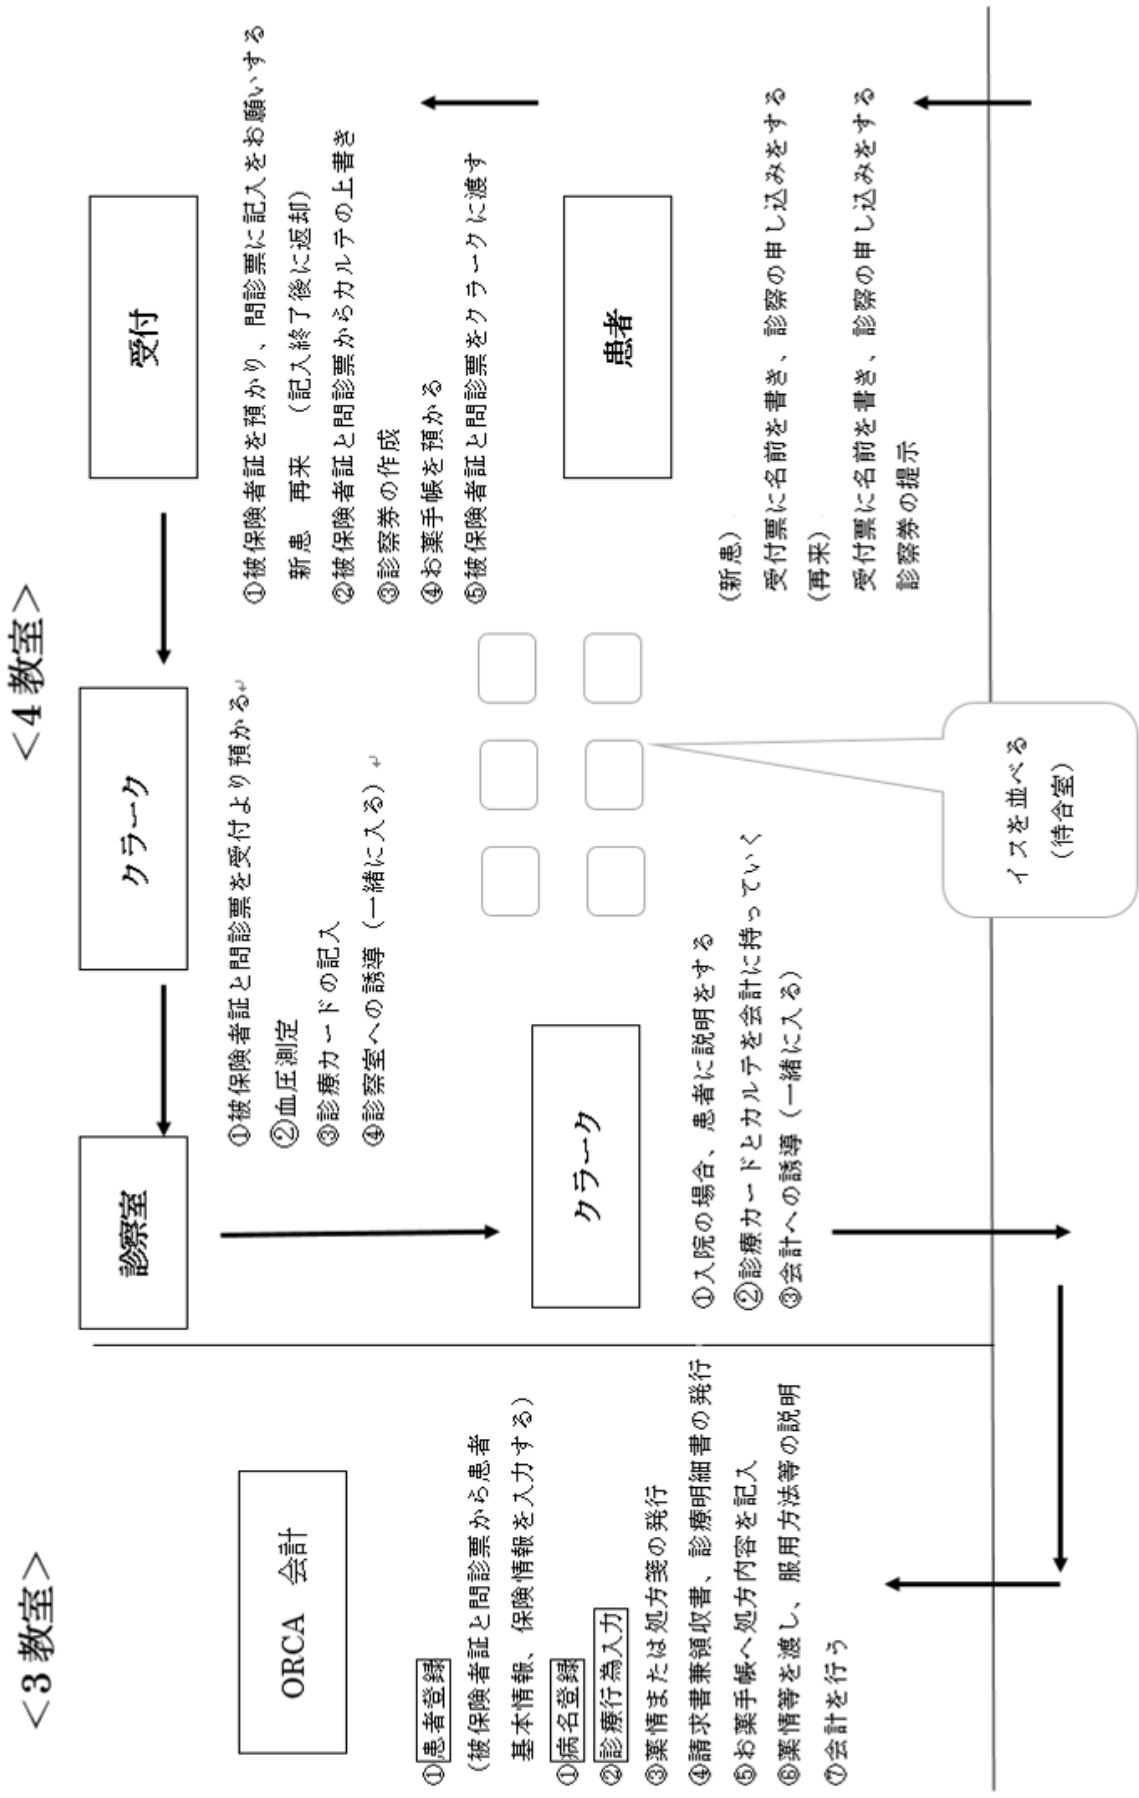 ＜3 教室＞
＜4 教室＞
ORCA　会計
①患者登録
（被保険者証と問診票から患者
基本情報、保険情報を入力する）
①病名登録
②診療行為入力
③薬情または処方箋の発行
④請求書兼領収書、診療明細書の発行
⑤お薬手帳へ処方内容を記入
⑥薬情等を渡し、服用方法等の説明
⑦会計を行う
診察室
クラーク
①被保険者証と問診票を受付より預かる↵
②血圧測定
③診療カードの記入
④診察室への誘導（一緒に入る）↵
クラーク
①入院の場合、患者に説明をする
②診療カードとカルテを会計に持っていく
③会計への誘導（一緒に入る）
イスを並べる
（待合室）
受付
①被保険者証を預かり、問診票に記入をお願いする
新患　再来　（記入終了後に返却）
②被保険者証と問診票からカルテの上書き
③診察券の作成
④お薬手帳を預かる
⑤被保険者証と問診票をクラークに渡す
患者
（新患）
受付票に名前を書き、診察の申し込みをする
（再来）
受付票に名前を書き、診察の申し込みをする
診察券の提示